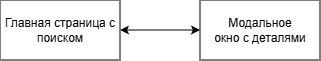 Главная страница с
поиском
Модальное
окно с деталями